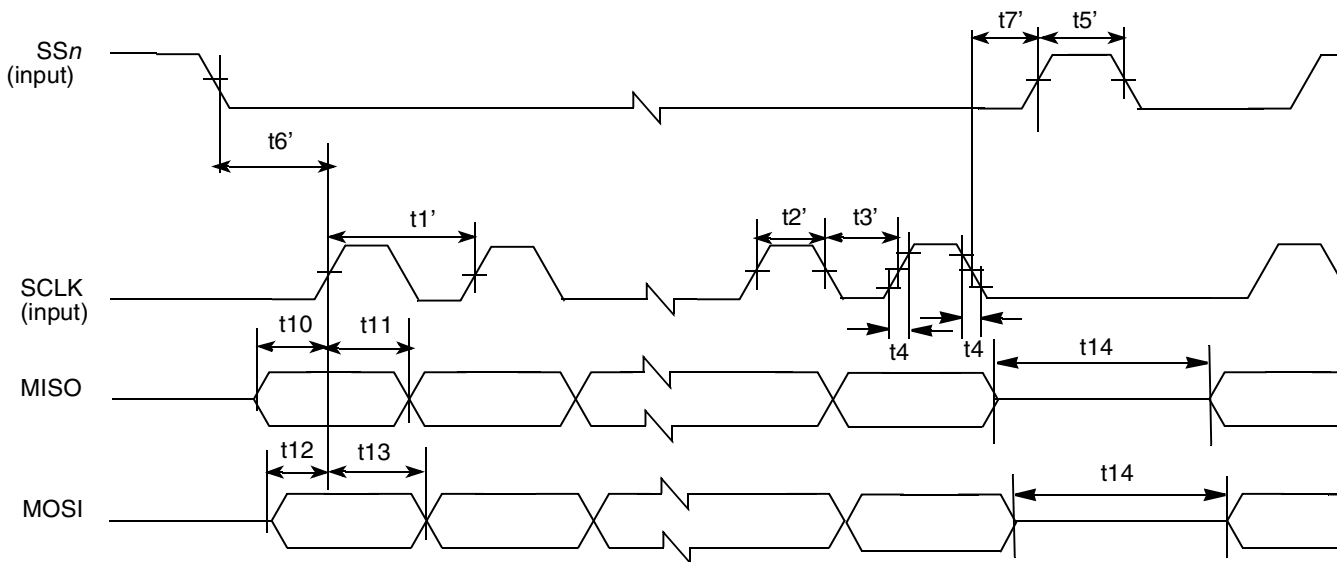 t7’ t5’
SSn
(input)
t6’
t1’ t2’ t3’
SCLK
(input)
t10 t11 t4 t4 t14
MISO
t12 t13 t14
MOSI